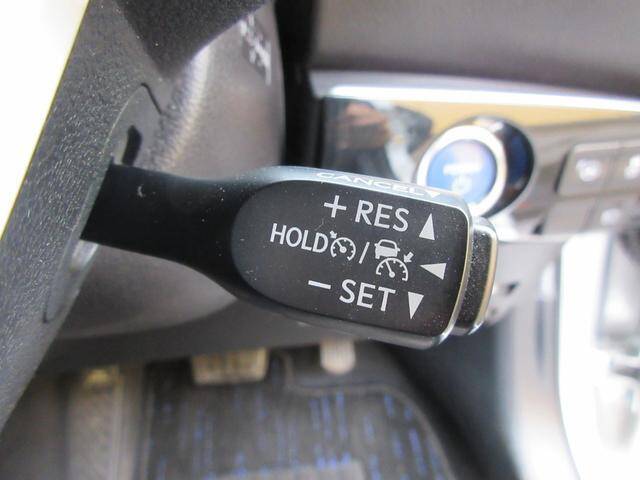 CANCEL
+ RES
HOLD /
− SET